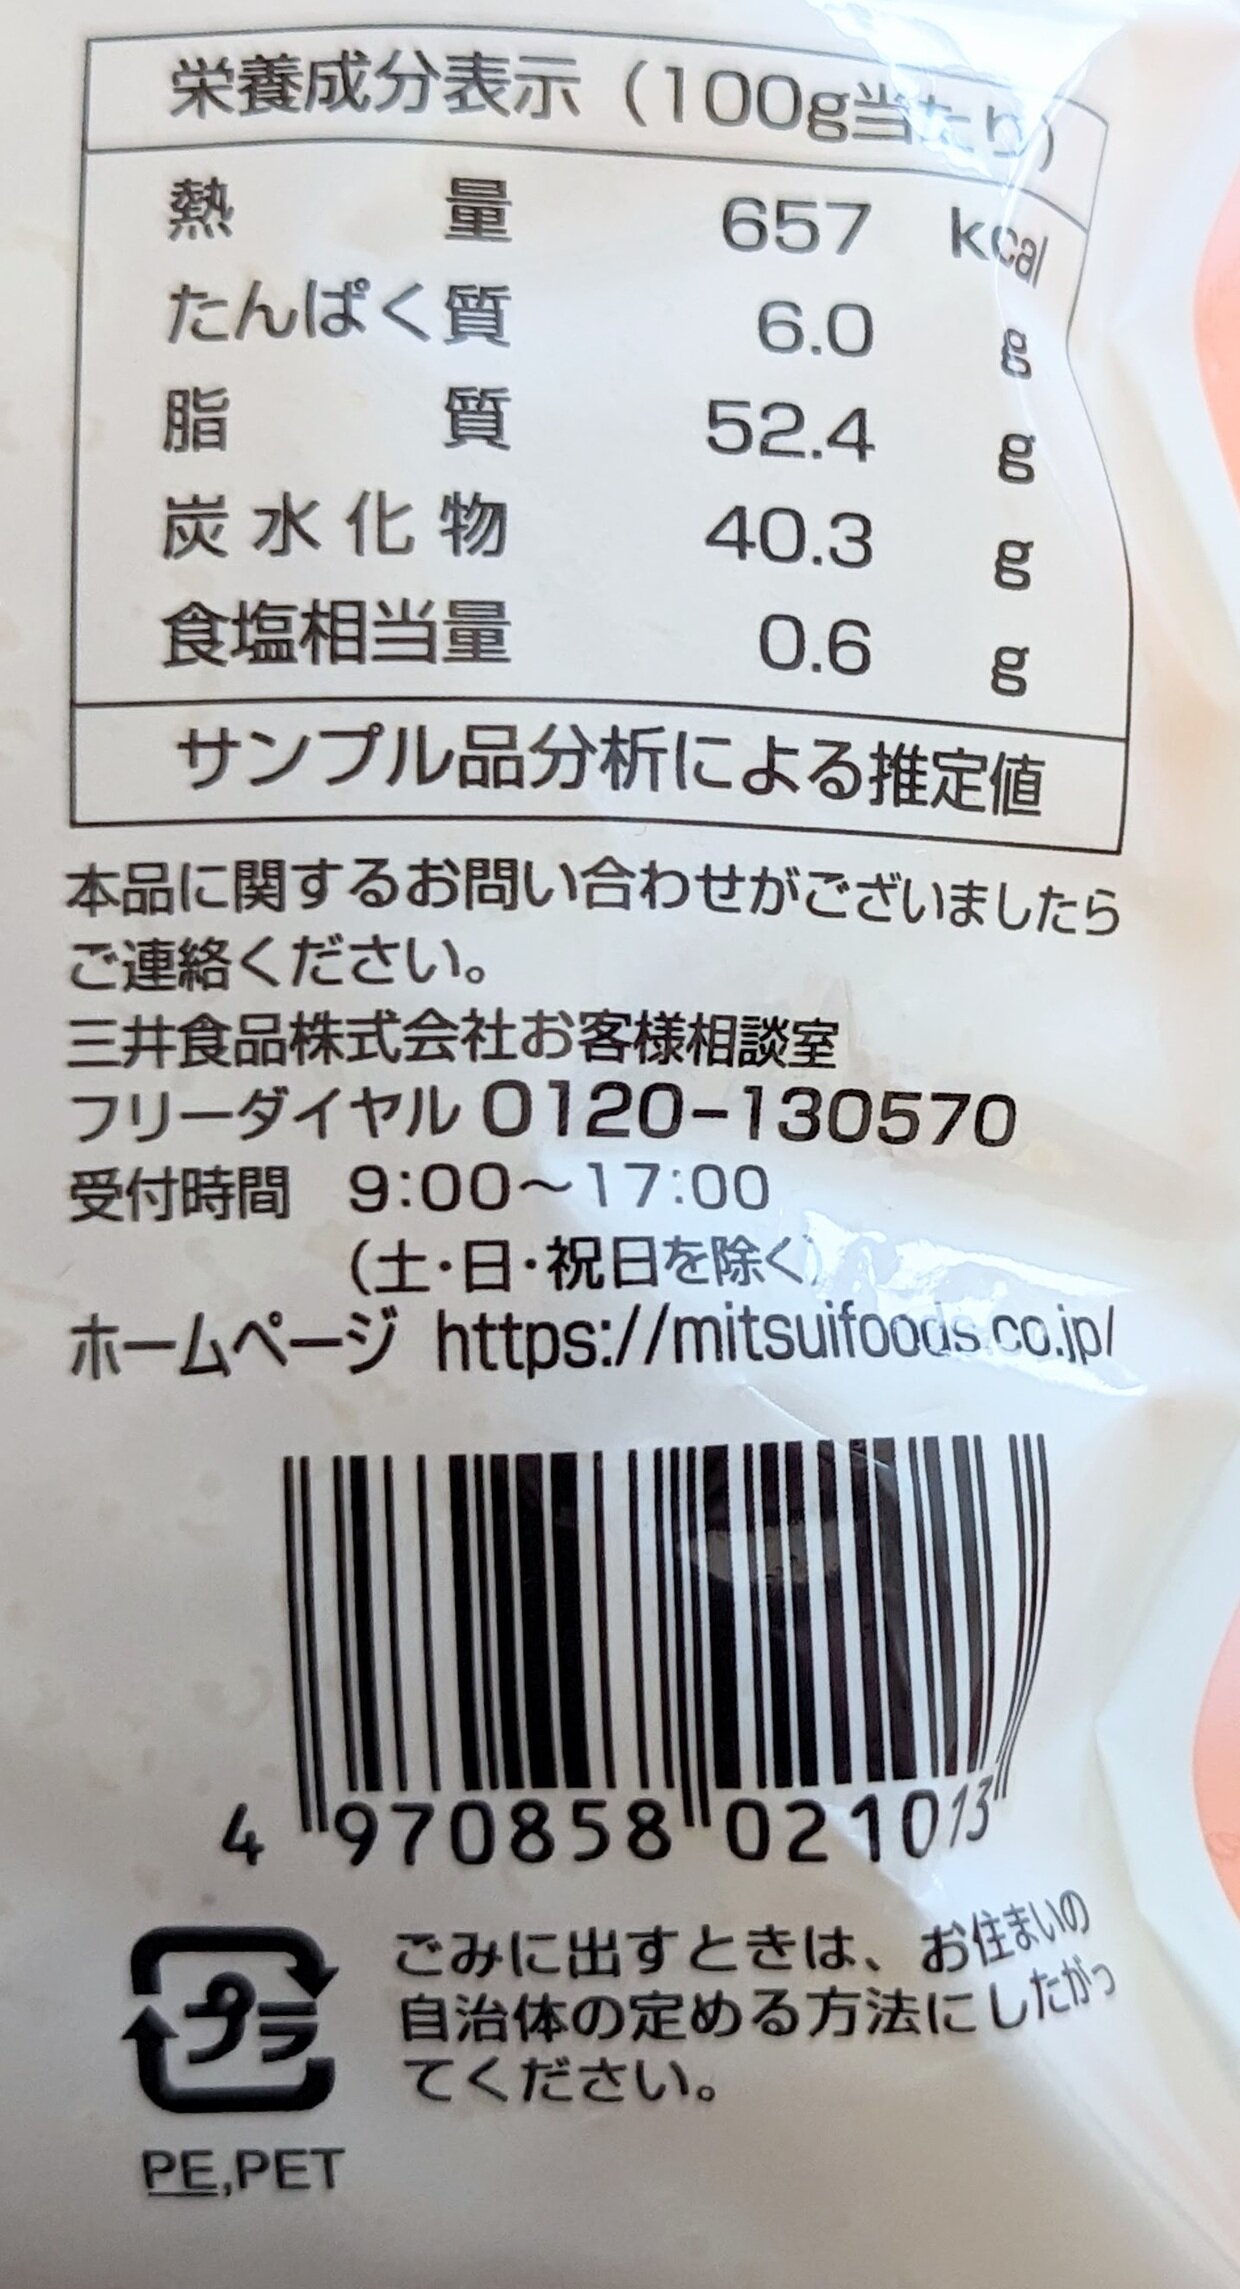 栄養成分表示（100g当たり）
熱量 657 kcal
たんぱく質 6.0 g
脂質 52.4 g
炭水化物 40.3 g
食塩相当量 0.6 g
サンプル品分析による推定値
本品に関するお問い合わせがございましたら
ご連絡ください。
三井食品株式会社お客様相談室
フリーダイヤル 0120-130570
受付時間 9:00～17:00
（土・日・祝日を除く）
ホームページ https://mitsuifoods.co.jp/
4 970858 021013
プラ
ごみに出すときは、お住まいの
自治体の定める方法にしたがっ
てください。
PE,PET